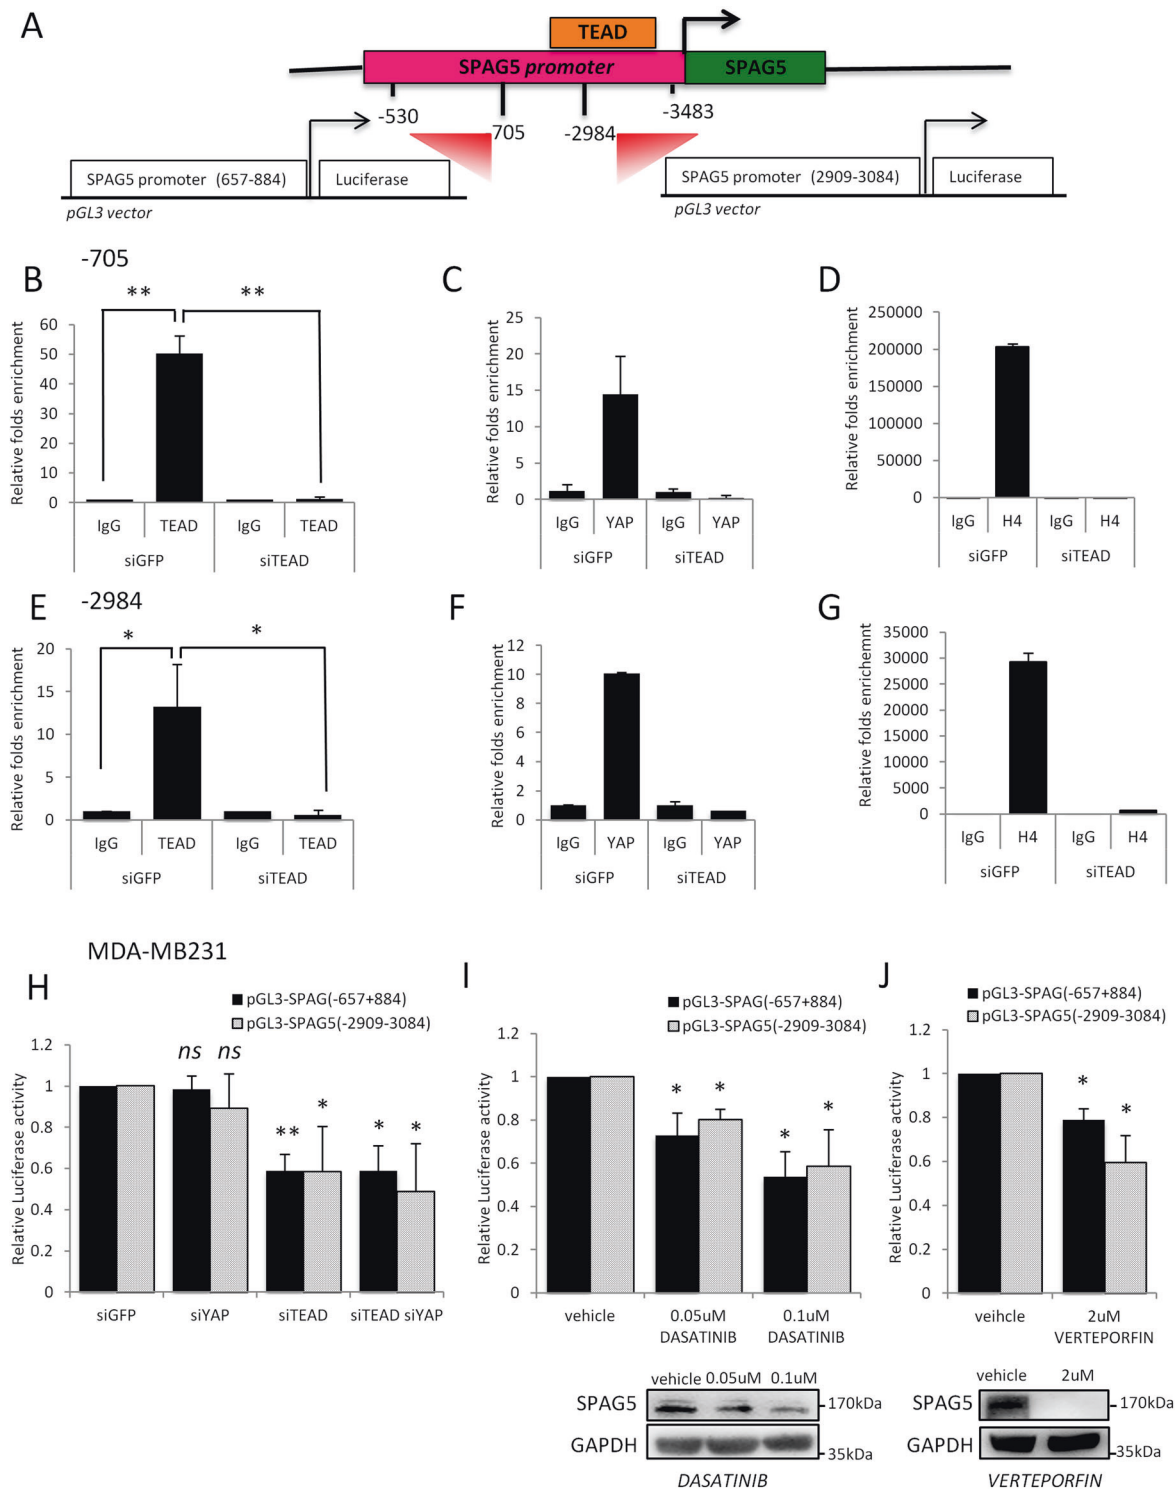 A
TEAD
SPAG5 promoter
SPAG5
-530
705
-2984
-3483
SPAG5 promoter (657-884)
Luciferase
pGL3 vector
SPAG5 promoter (2909-3084)
Luciferase
pGL3 vector
-705
B
**
**
Relative folds enrichment
60
50
40
30
20
10
0
IgG TEAD IgG TEAD
siGFP siTEAD
C
Relative folds enrichment
25
20
15
10
5
0
IgG YAP IgG YAP
siGFP siTEAD
D
Relative folds enrichment
250000
200000
150000
100000
50000
0
IgG H4 IgG H4
siGFP siTEAD
-2984
E
*
*
Relative folds enrichment
20
15
10
5
0
IgG TEAD IgG TEAD
siGFP siTEAD
F
Relative folds enrichment
12
10
8
6
4
2
0
IgG YAP IgG YAP
siGFP siTEAD
G
Relative folds enrichemnt
35000
30000
25000
20000
15000
10000
5000
0
IgG H4 IgG H4
siGFP siTEAD
MDA-MB231
H
pGL3-SPAG(-657+884)
pGL3-SPAG5(-2909-3084)
Relative Luciferase activity
1.2
1
0.8
0.6
0.4
0.2
0
ns ns
** *
* *
siGFP siYAP siTEAD siTEAD siYAP
I
pGL3-SPAG(-657+884)
pGL3-SPAG5(-2909-3084)
Relative Luciferase activity
1.2
1
0.8
0.6
0.4
0.2
0
* *
* *
vehicle 0.05uM 0.1uM
DASATINIB DASATINIB
vehicle 0.05uM 0.1uM
SPAG5
170kDa
GAPDH
35kDa
DASATINIB
J
pGL3-SPAG(-657+884)
pGL3-SPAG5(-2909-3084)
Relative Luciferase activity
1.2
1
0.8
0.6
0.4
0.2
0
* *
veihcle 2uM
VERTEPORFIN
vehicle 2uM
SPAG5
170kDa
GAPDH
35kDa
VERTEPORFIN